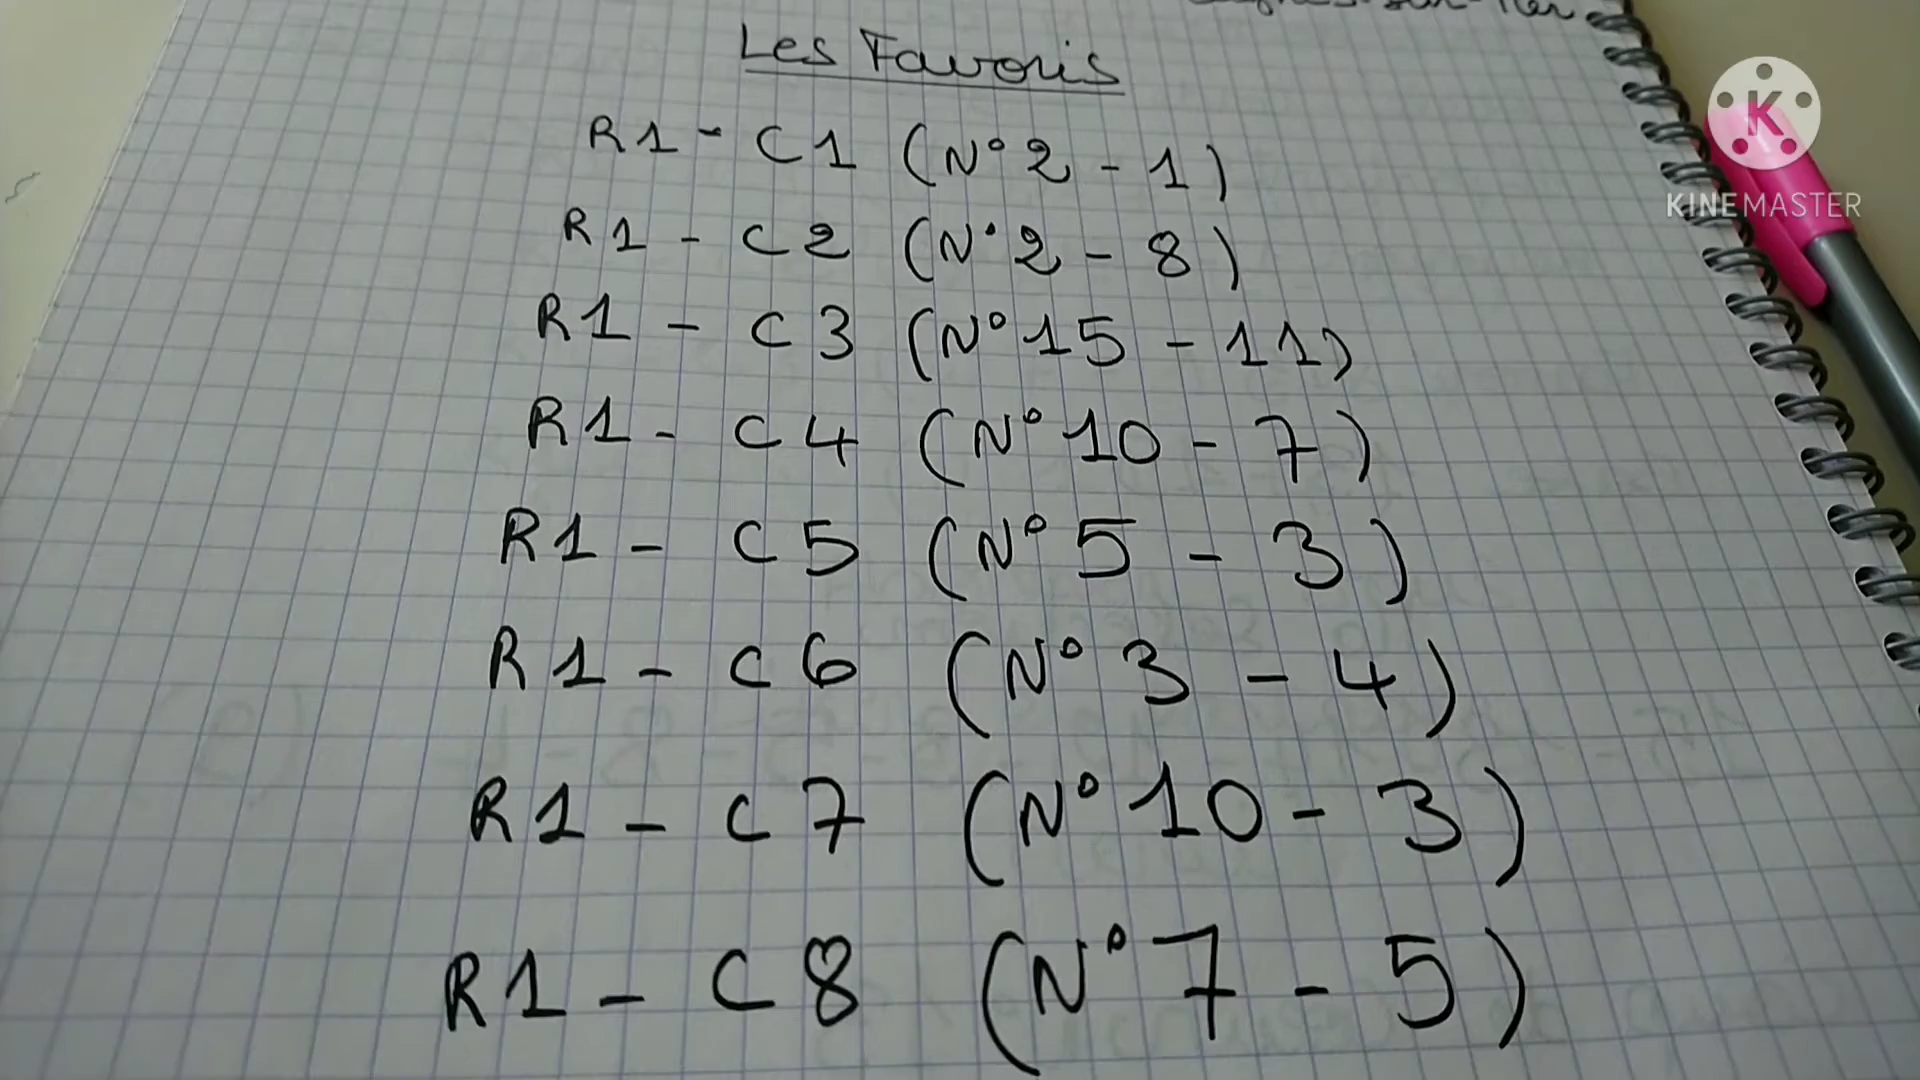 Les Favoris
R1 - C1 (N° 2 - 1)
R1 - C2 (N° 2 - 8)
R1 - C3 (N° 15 - 11)
R1 - C4 (N° 10 - 7)
R1 - C5 (N° 5 - 3)
R1 - C6 (N° 3 - 4)
R1 - C7 (N° 10 - 3)
R1 - C8 (N° 7 - 5)
K
KINEMASTER